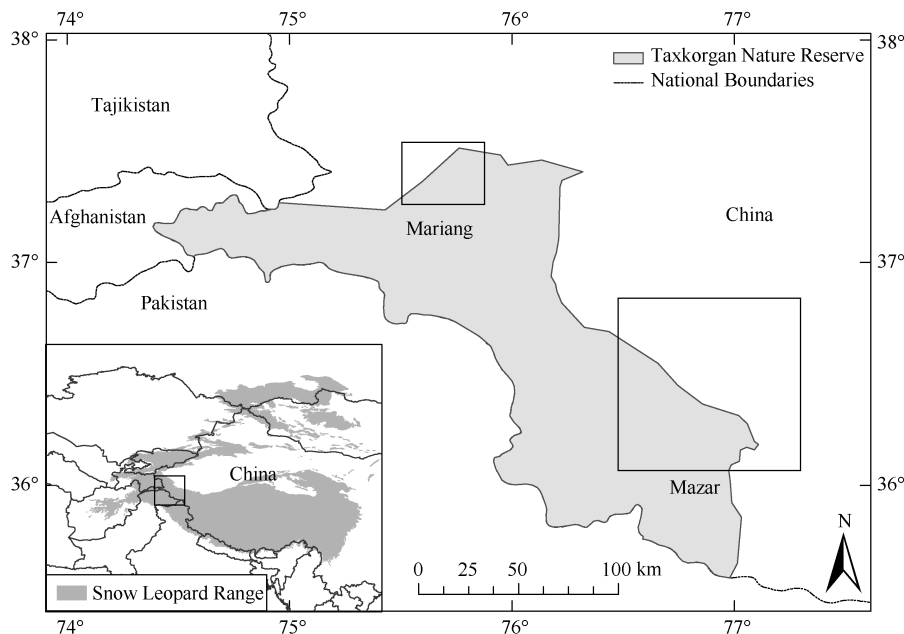 74° 75° 76° 77°
38° 38°
Taxkorgan Nature Reserve
National Boundaries
Tajikistan
Afghanistan
Mariang
China
37° 37°
Pakistan
China
36° 36°
Mazar
N
0 25 50 100 km
Snow Leopard Range
74° 75° 76° 77°